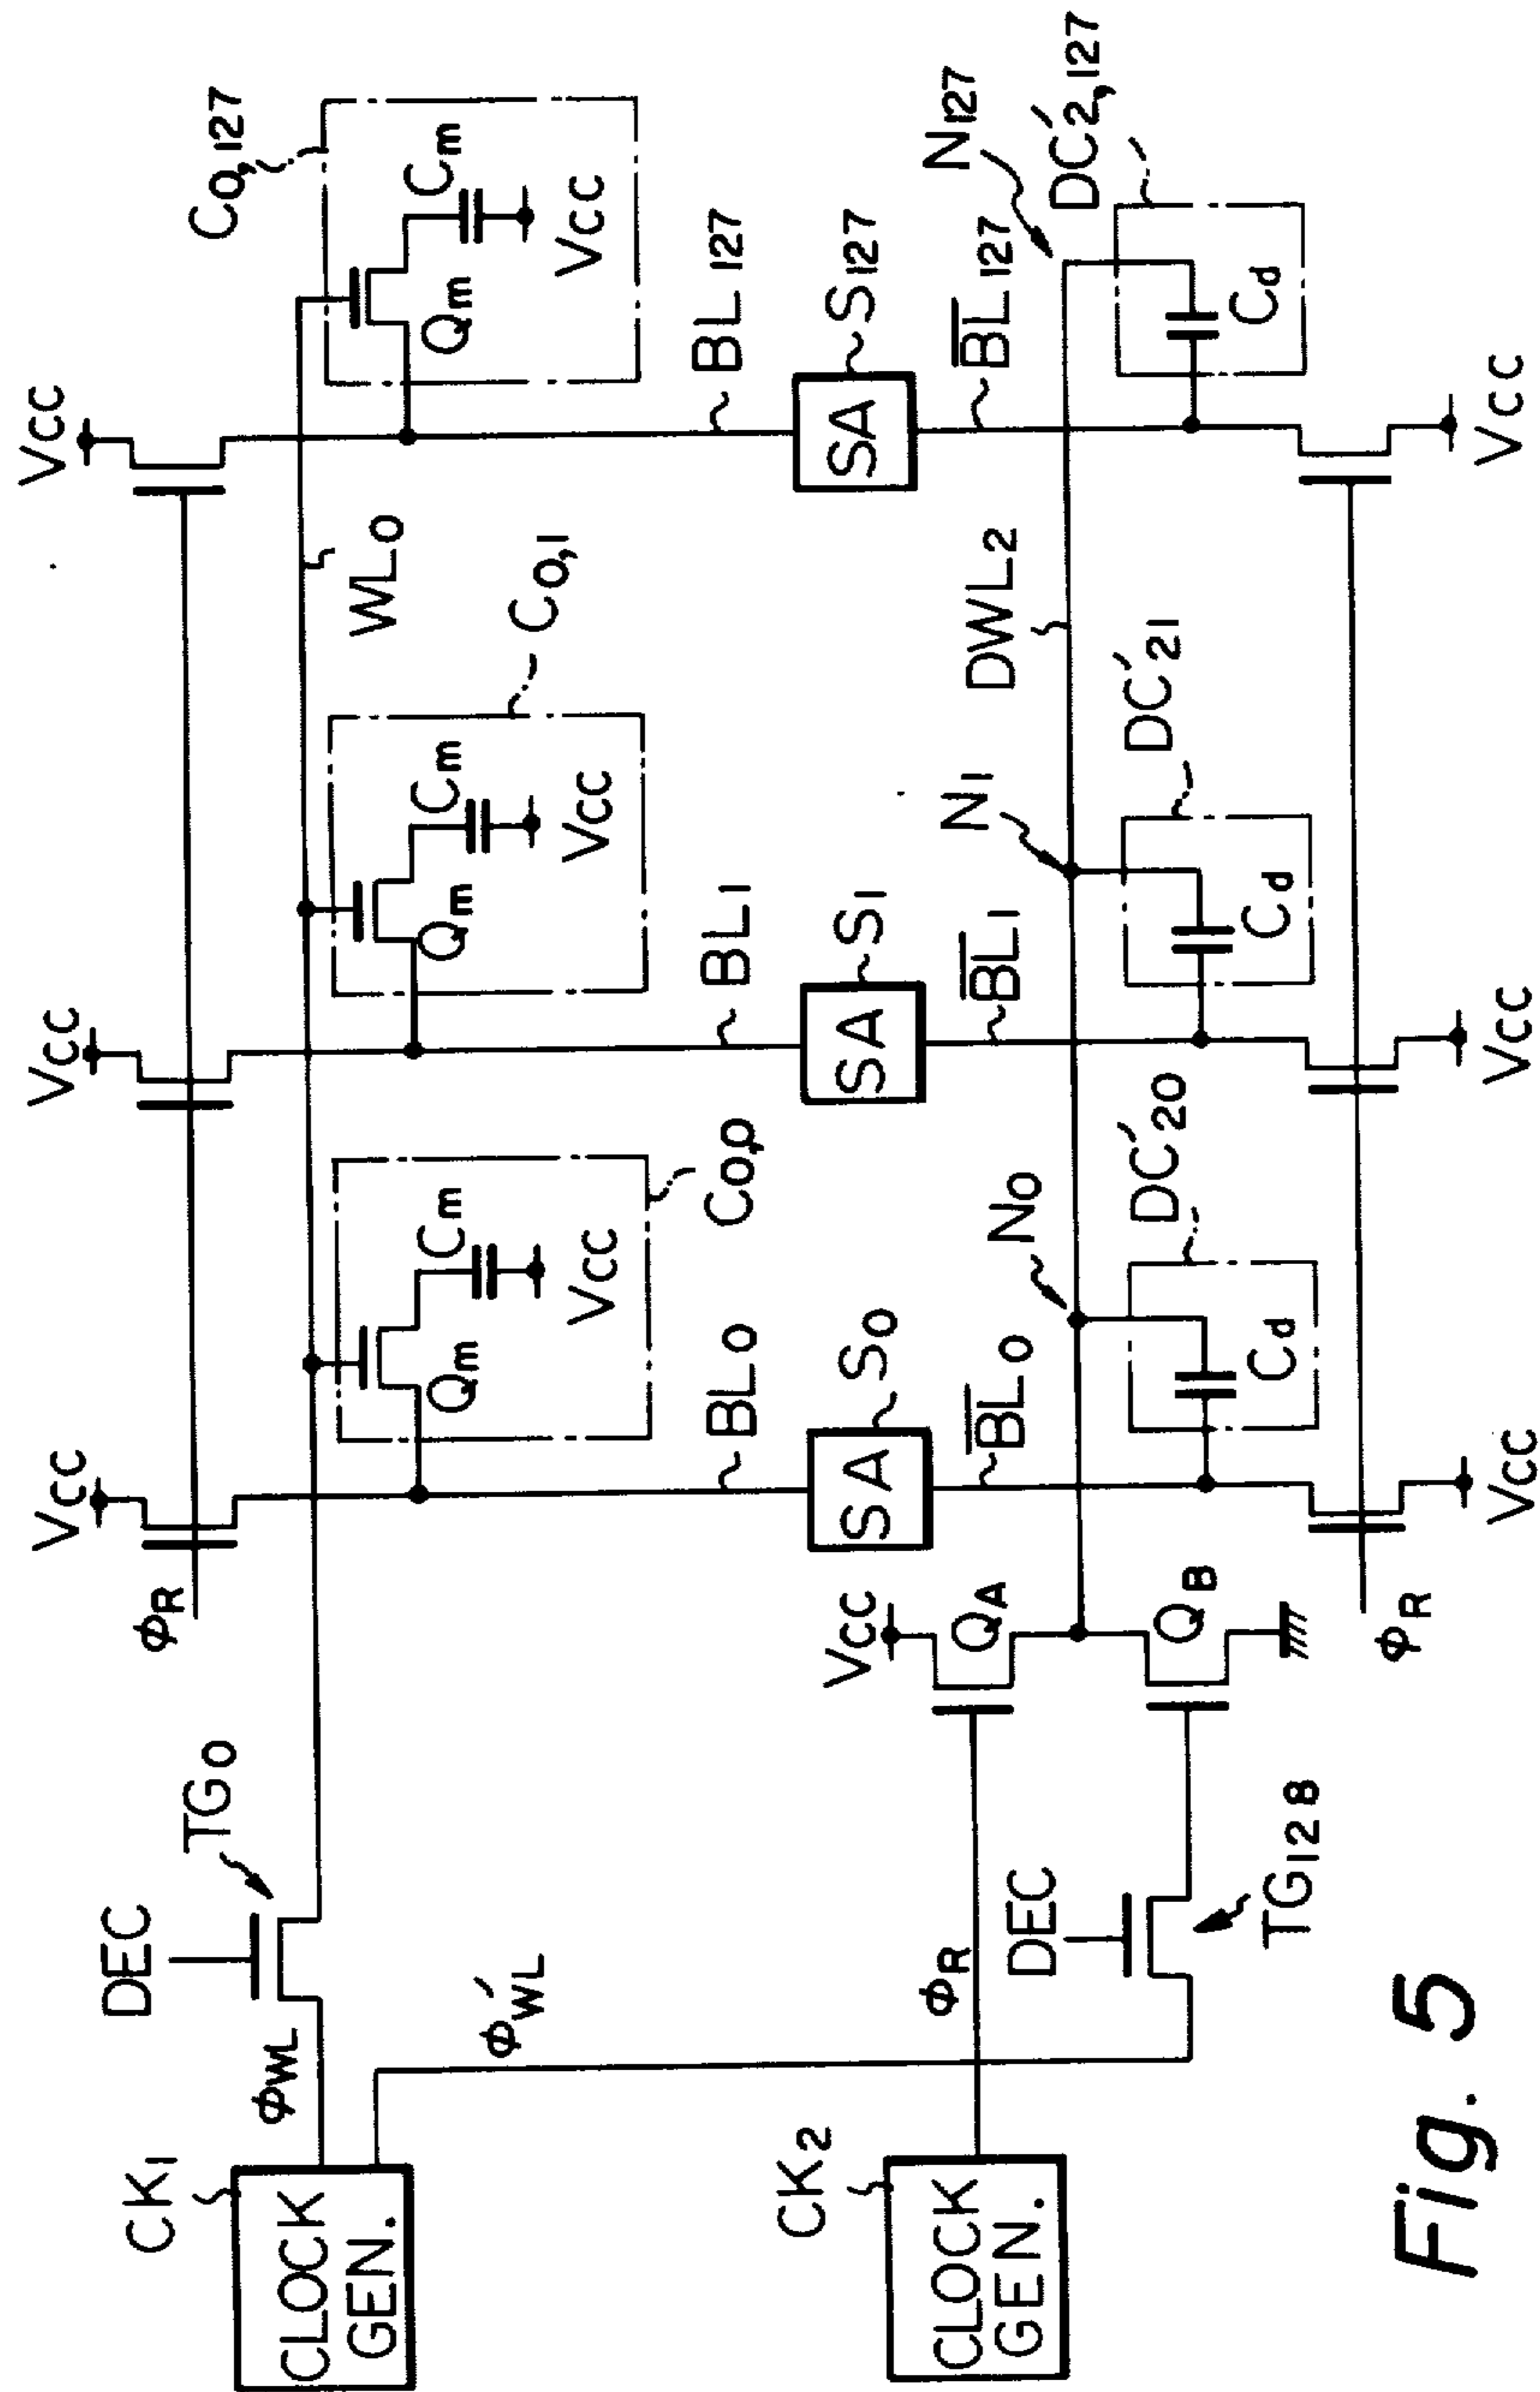 CK1
CLOCK
GEN.
φWL
φ'WL
DEC
TG0
φR
VCC
VCC
VCC
WL0
C0,0
Qm
Cm
VCC
C0,1
Qm
Cm
VCC
C0,127
Qm
Cm
VCC
BL0
BL1
BL127
SA
S0
SA
S1
SA
S127
CK2
CLOCK
GEN.
φR
DEC
TG128
VCC
QA
QB
BL0
BL1
BL127
N0
N1
DWL2
N127
DC'20
Cd
DC'21
Cd
DC'2,127
Cd
φR
VCC
VCC
VCC
Fig. 5